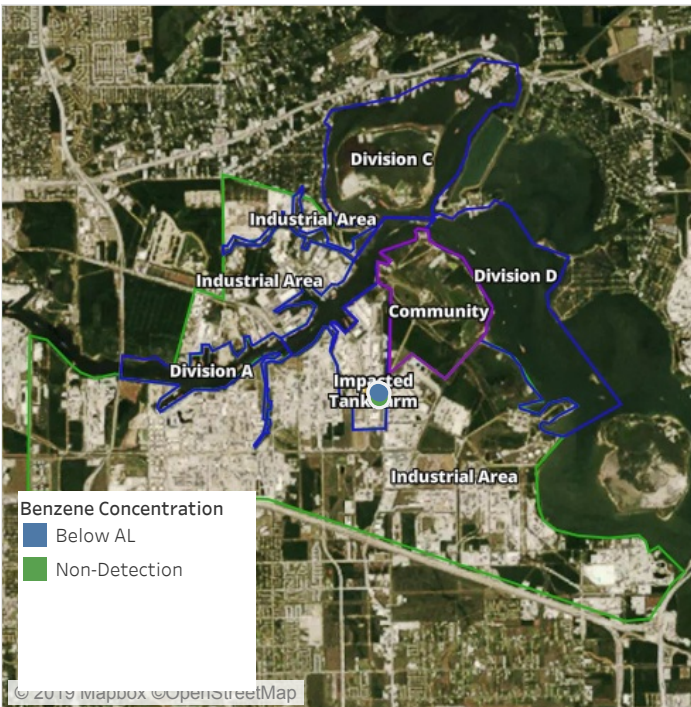 Division C
Industrial Area
Division D
Industrial Area
Community
Division A
Impacted
Tank Farm
Industrial Area
Benzene Concentration
Below AL
Non-Detection
© 2019 Mapbox ©OpenStreetMap